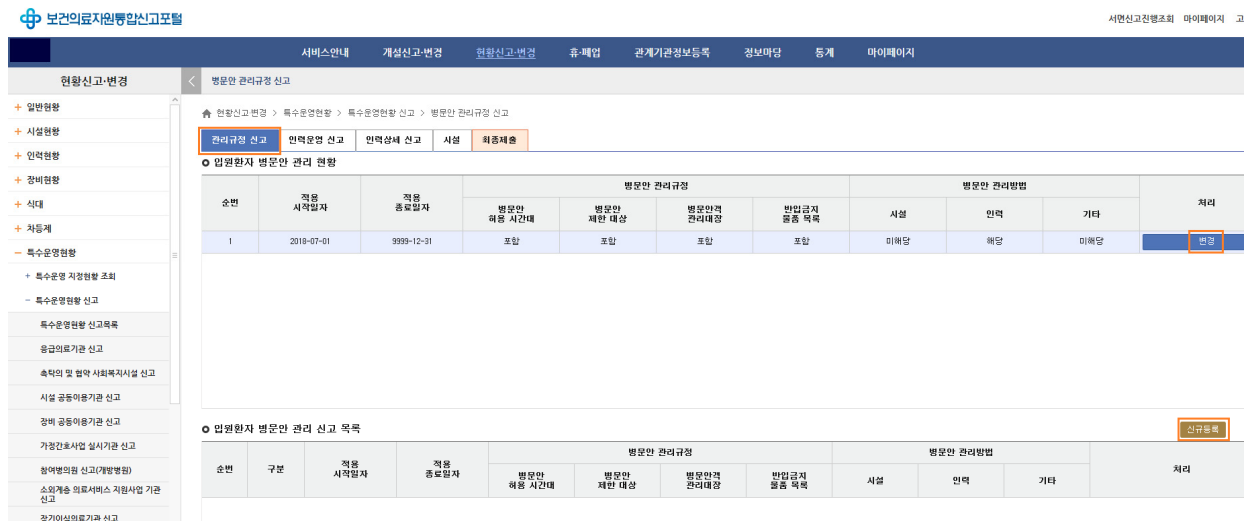 보건의료자원통합신고포털
서면신고진행조회 마이페이지 고
서비스안내 개설신고·변경 현황신고·변경 휴·폐업 관계기관정보등록 정보마당 통계 마이페이지
현황신고·변경
병문안 관리규정 신고
+ 일반현황
+ 시설현황
+ 인력현황
+ 장비현황
+ 식대
+ 차등제
− 특수운영현황
+ 특수운영 지정현황 조회
− 특수운영현황 신고
특수운영현황 신고목록
응급의료기관 신고
촉탁의 및 협약 사회복지시설 신고
시설 공동이용기관 신고
장비 공동이용기관 신고
가정간호사업 실시기관 신고
참여병의원 신고(개방병원)
소외계층 의료서비스 지원사업 기관
신고
장기이식의료기관 신고
현황신고·변경 > 특수운영현황 > 특수운영현황 신고 > 병문안 관리규정 신고
관리규정 신고 인력운영 신고 인력상세 신고 시설 최종제출
입원환자 병문안 관리 현황
순번 적용 시작일자 적용 종료일자 병문안 관리규정 병문안 관리방법 처리
병문안 허용 시간대 병문안 제한 대상 병문안객 관리대장 반입금지 물품 목록 시설 인력 기타
1 2018-07-01 9999-12-31 포함 포함 포함 포함 미해당 해당 미해당 변경
입원환자 병문안 관리 신고 목록
신규등록
순번 구분 적용 시작일자 적용 종료일자 병문안 관리규정 병문안 관리방법 처리
병문안 허용 시간대 병문안 제한 대상 병문안객 관리대장 반입금지 물품 목록 시설 인력 기타